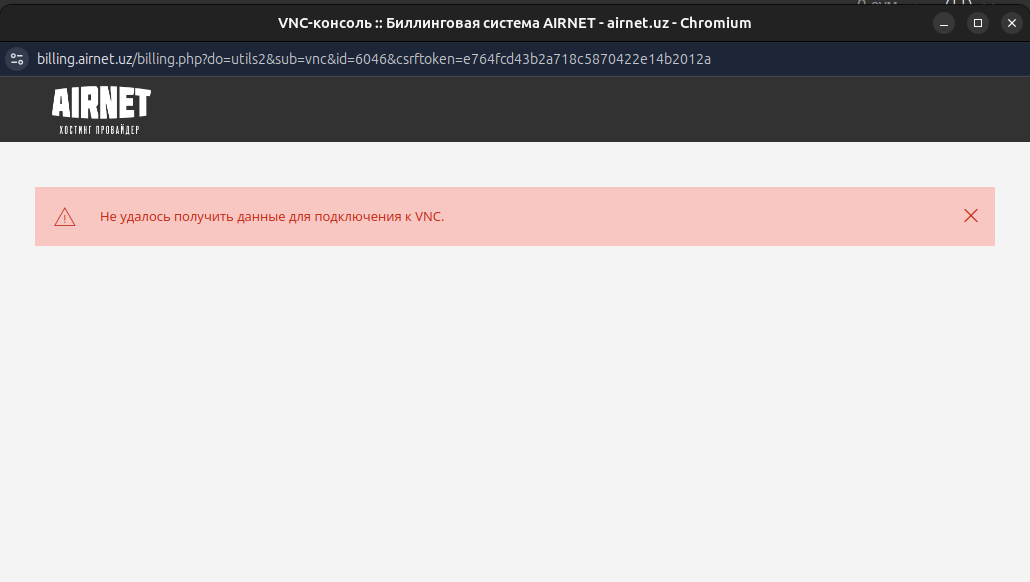 VNC-консоль :: Биллинговая система AIRNET - airnet.uz - Chromium
billing.airnet.uz/billing.php?do=utils2&sub=vnc&id=6046&csrftoken=e764fcd43b2a718c5870422e14b2012a
AIRNET
ХОСТИНГ ПРОВАЙДЕР
Не удалось получить данные для подключения к VNC.